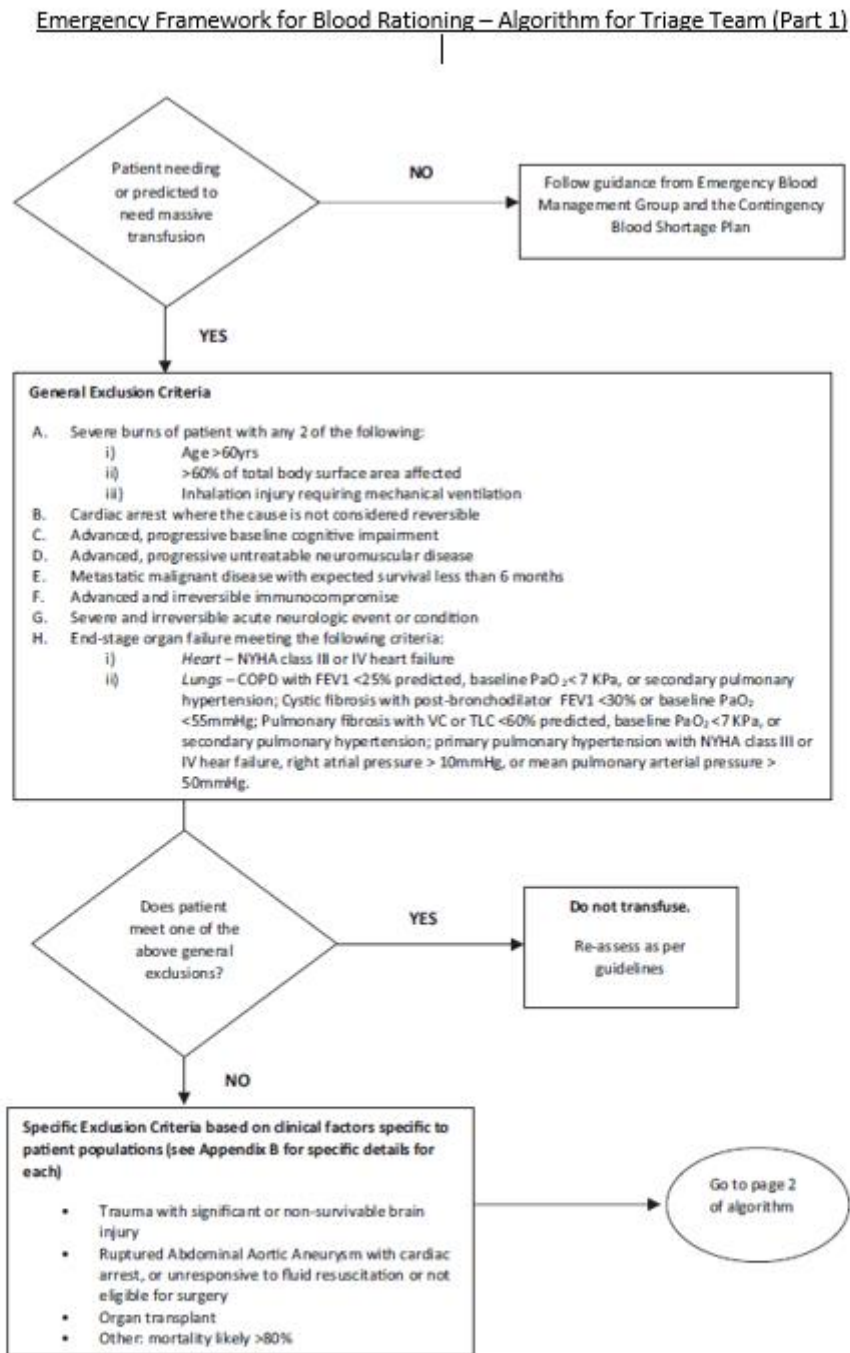 Emergency Framework for Blood Rationing – Algorithm for Triage Team (Part 1)
Patient needing
or predicted to
need massive
transfusion
NO
Follow guidance from Emergency Blood
Management Group and the Contingency
Blood Shortage Plan
YES
General Exclusion Criteria
A. Severe burns of patient with any 2 of the following:
i) Age >60yrs
ii) >60% of total body surface area affected
iii) Inhalation injury requiring mechanical ventilation
B. Cardiac arrest where the cause is not considered reversible
C. Advanced, progressive baseline cognitive impairment
D. Advanced, progressive untreatable neuromuscular disease
E. Metastatic malignant disease with expected survival less than 6 months
F. Advanced and irreversible immunocompromise
G. Severe and irreversible acute neurologic event or condition
H. End-stage organ failure meeting the following criteria:
i) Heart – NYHA class III or IV heart failure
ii) Lungs – COPD with FEV1 <25% predicted, baseline PaO₂< 7 KPa, or secondary pulmonary
hypertension; Cystic fibrosis with post-bronchodilator FEV1 <30% or baseline PaO₂
<55mmHg; Pulmonary fibrosis with VC or TLC <60% predicted, baseline PaO₂ <7 KPa, or
secondary pulmonary hypertension; primary pulmonary hypertension with NYHA class III or
IV hear failure, right atrial pressure > 10mmHg, or mean pulmonary arterial pressure >
50mmHg.
Does patient
meet one of the
above general
exclusions?
YES
Do not transfuse.
Re-assess as per
guidelines
NO
Specific Exclusion Criteria based on clinical factors specific to
patient populations (see Appendix B for specific details for
each)
• Trauma with significant or non-survivable brain
injury
• Ruptured Abdominal Aortic Aneurysm with cardiac
arrest, or unresponsive to fluid resuscitation or not
eligible for surgery
• Organ transplant
• Other: mortality likely >80%
Go to page 2
of algorithm